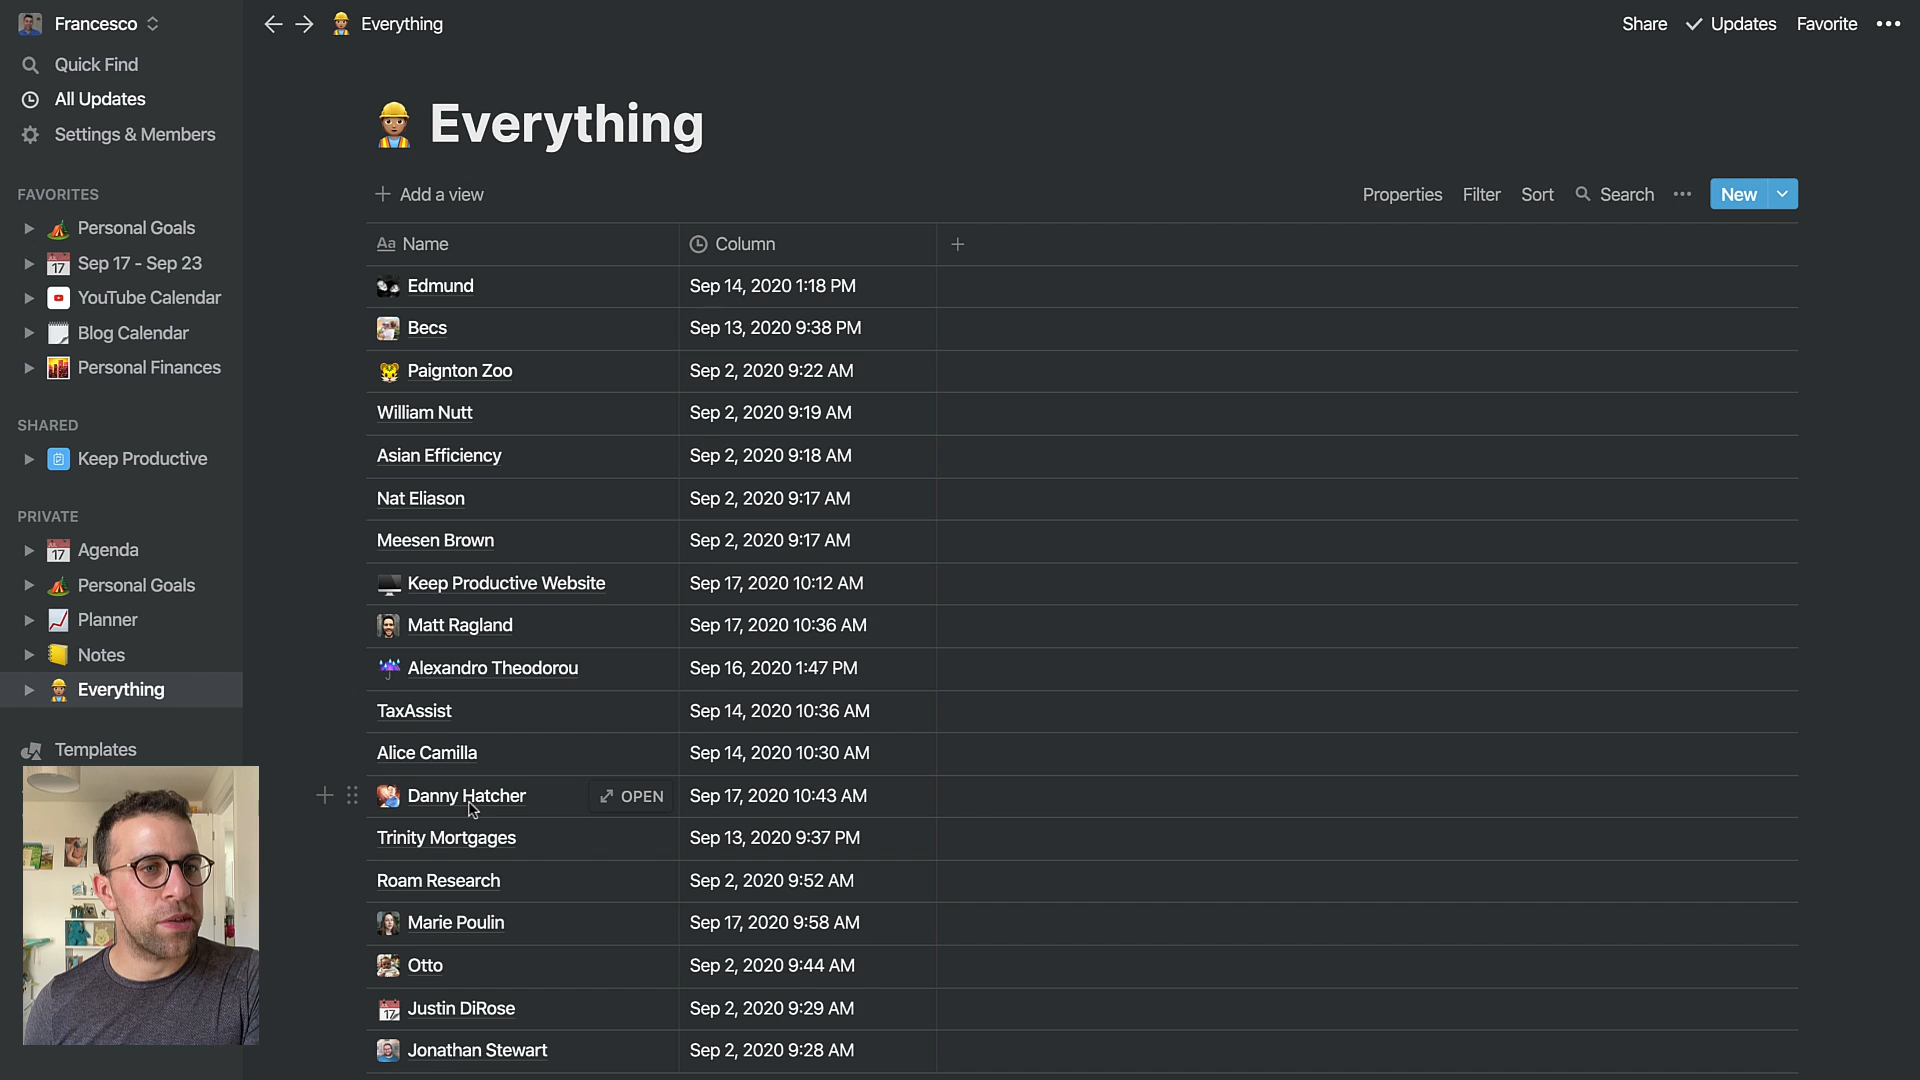 Francesco
Everything
Share
Updates
Favorite
Quick Find
All Updates
Settings & Members
FAVORITES
Personal Goals
17 Sep 17 - Sep 23
YouTube Calendar
Blog Calendar
Personal Finances
SHARED
Keep Productive
PRIVATE
17 Agenda
Personal Goals
Planner
Notes
Everything
Templates
Everything
Add a view
Properties Filter Sort Search New
Aa Name Column
Edmund Sep 14, 2020 1:18 PM
Becs Sep 13, 2020 9:38 PM
Paignton Zoo Sep 2, 2020 9:22 AM
William Nutt Sep 2, 2020 9:19 AM
Asian Efficiency Sep 2, 2020 9:18 AM
Nat Eliason Sep 2, 2020 9:17 AM
Meesen Brown Sep 2, 2020 9:17 AM
Keep Productive Website Sep 17, 2020 10:12 AM
Matt Ragland Sep 17, 2020 10:36 AM
Alexandro Theodorou Sep 16, 2020 1:47 PM
TaxAssist Sep 14, 2020 10:36 AM
Alice Camilla Sep 14, 2020 10:30 AM
Danny Hatcher OPEN Sep 17, 2020 10:43 AM
Trinity Mortgages Sep 13, 2020 9:37 PM
Roam Research Sep 2, 2020 9:52 AM
Marie Poulin Sep 17, 2020 9:58 AM
Otto Sep 2, 2020 9:44 AM
17 Justin DiRose Sep 2, 2020 9:29 AM
Jonathan Stewart Sep 2, 2020 9:28 AM